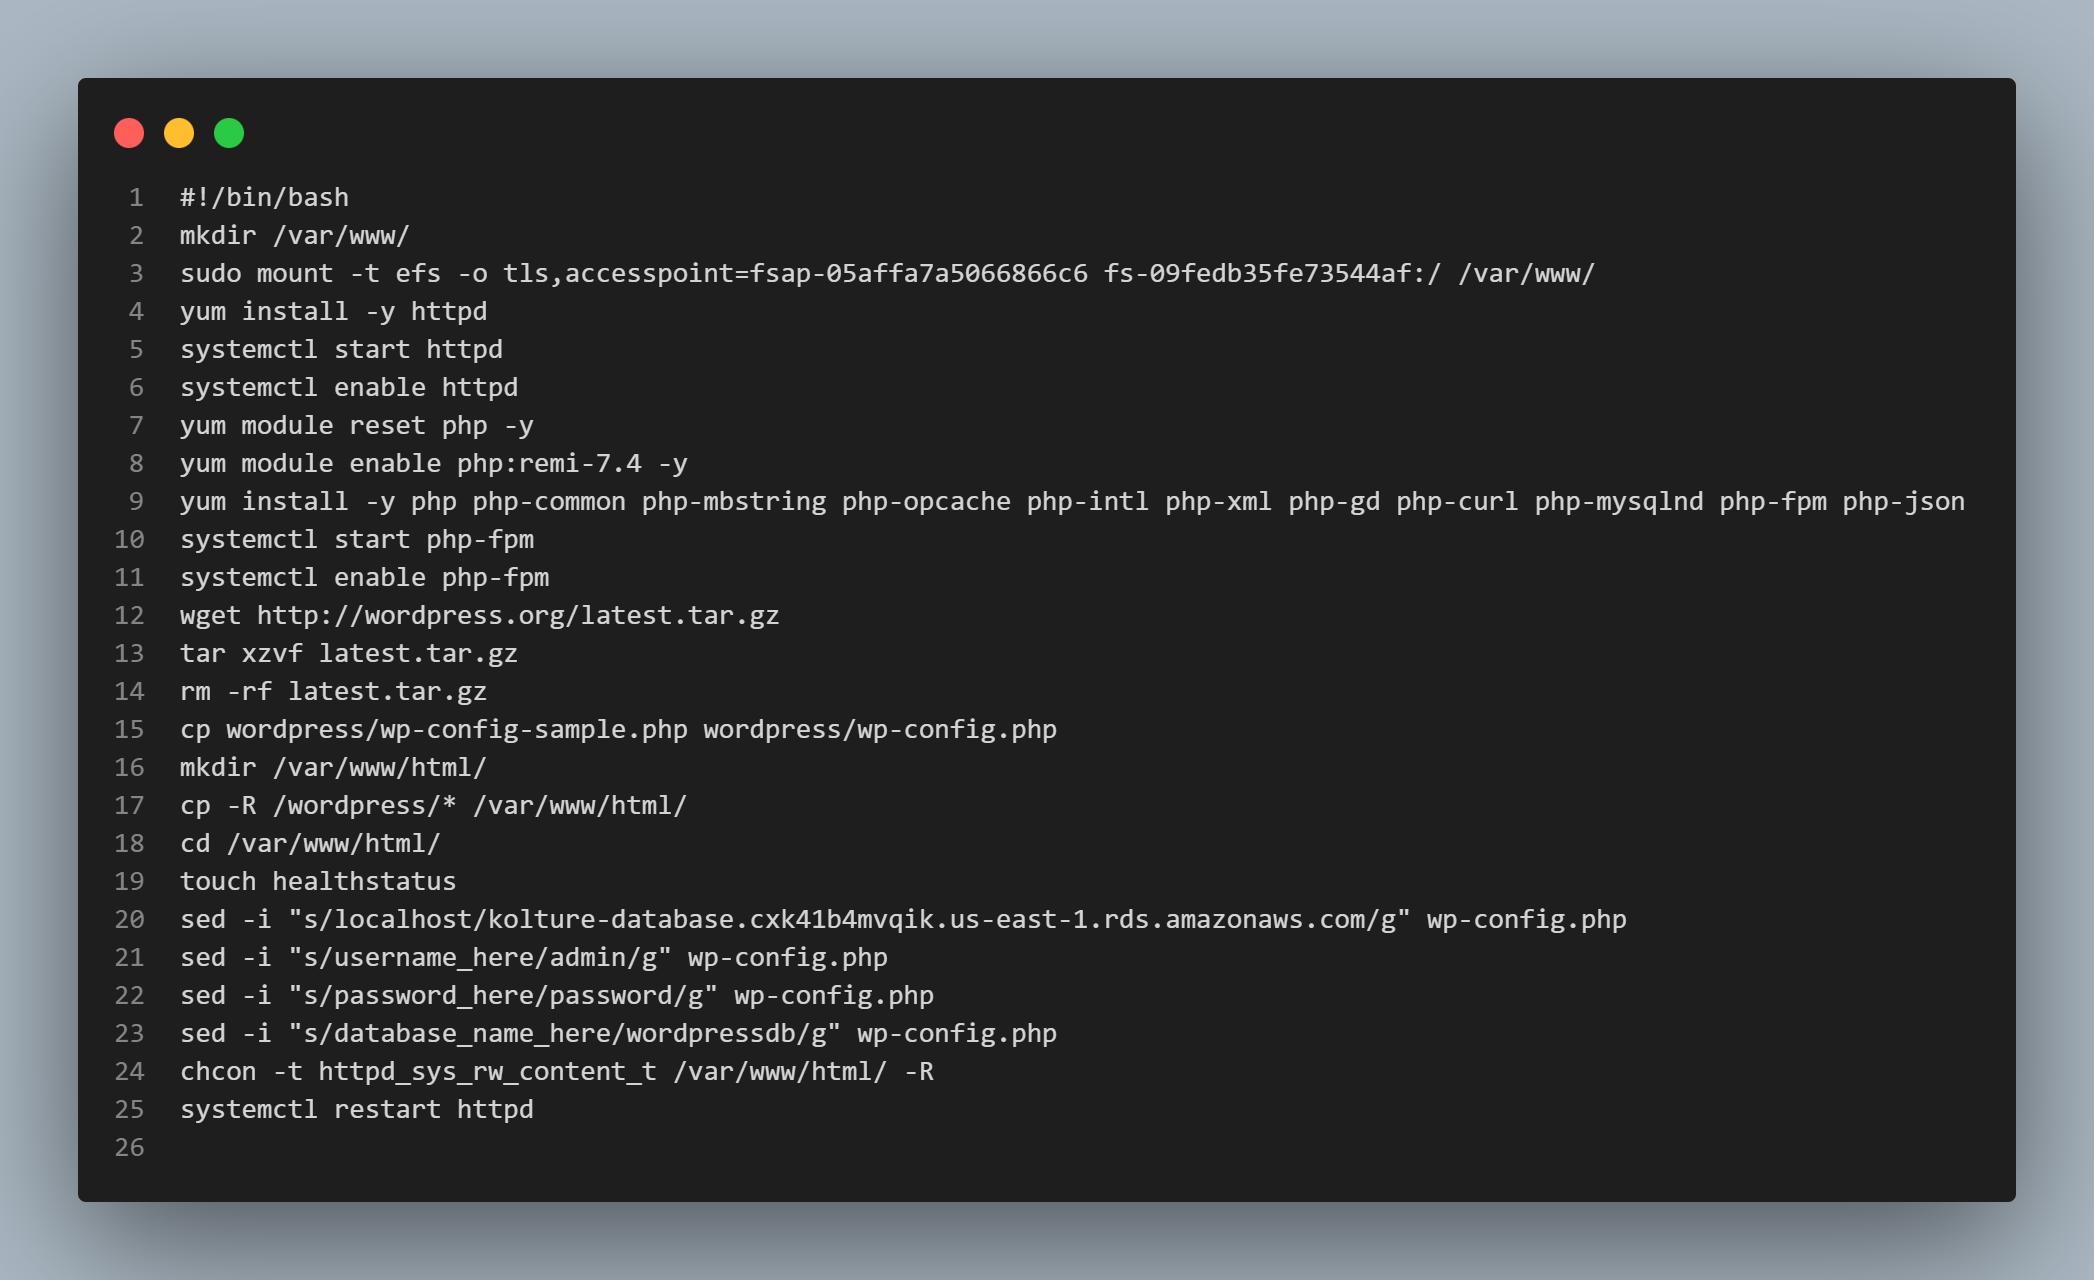 1 #!/bin/bash
2 mkdir /var/www/
3 sudo mount -t efs -o tls,accesspoint=fsap-05affa7a5066866c6 fs-09fedb35fe73544af:/ /var/www/
4 yum install -y httpd
5 systemctl start httpd
6 systemctl enable httpd
7 yum module reset php -y
8 yum module enable php:remi-7.4 -y
9 yum install -y php php-common php-mbstring php-opcache php-intl php-xml php-gd php-curl php-mysqlnd php-fpm php-json
10 systemctl start php-fpm
11 systemctl enable php-fpm
12 wget http://wordpress.org/latest.tar.gz
13 tar xzvf latest.tar.gz
14 rm -rf latest.tar.gz
15 cp wordpress/wp-config-sample.php wordpress/wp-config.php
16 mkdir /var/www/html/
17 cp -R /wordpress/* /var/www/html/
18 cd /var/www/html/
19 touch healthstatus
20 sed -i "s/localhost/kolture-database.cxk41b4mvqik.us-east-1.rds.amazonaws.com/g" wp-config.php
21 sed -i "s/username_here/admin/g" wp-config.php
22 sed -i "s/password_here/password/g" wp-config.php
23 sed -i "s/database_name_here/wordpressdb/g" wp-config.php
24 chcon -t httpd_sys_rw_content_t /var/www/html/ -R
25 systemctl restart httpd
26